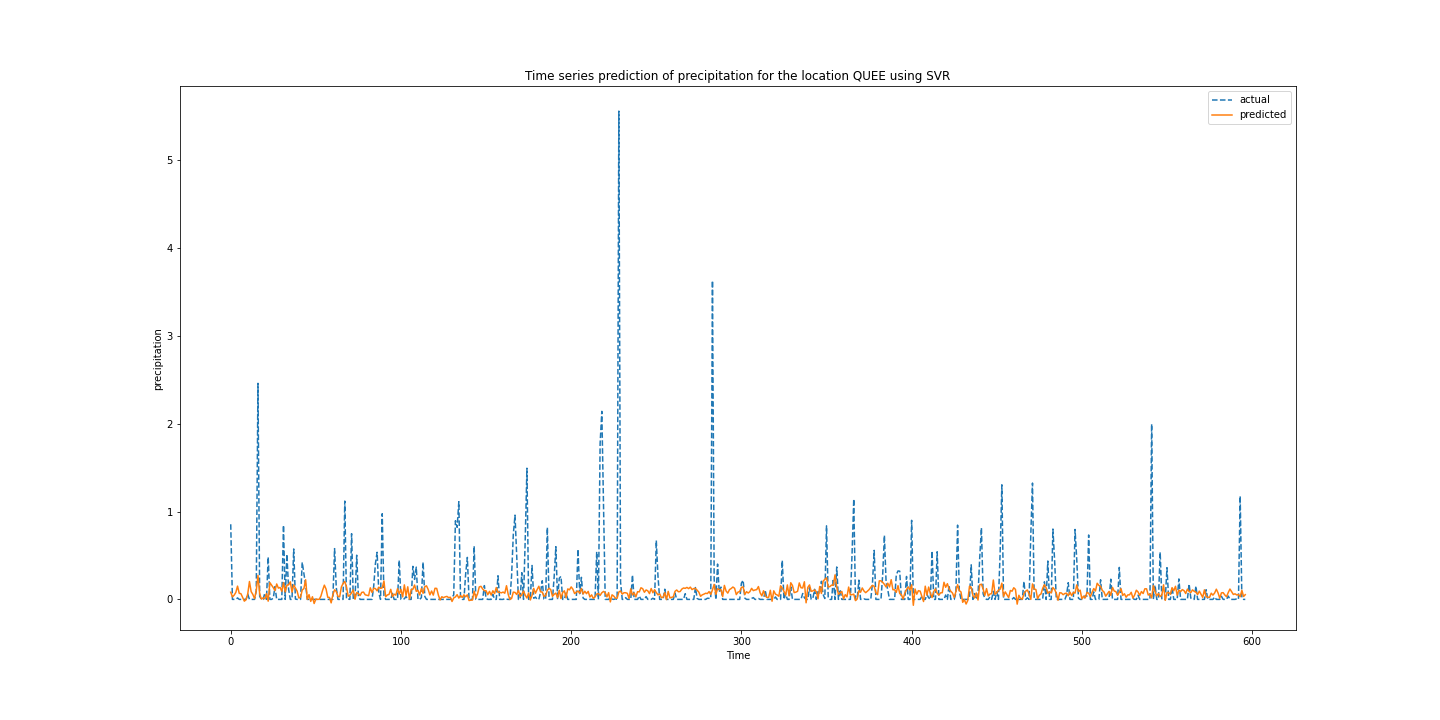 Time series prediction of precipitation for the location QUEE using SVR
actual
predicted
5
4
3
2
1
0
precipitation
0 100 200 300 400 500 600
Time